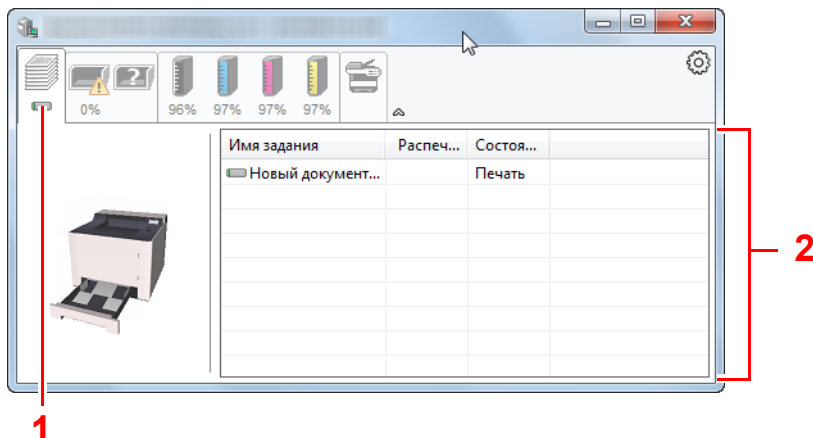 ?
0% 96% 97% 97% 97%
Имя задания Распеч... Состоя...
Новый документ... Печать
2
1